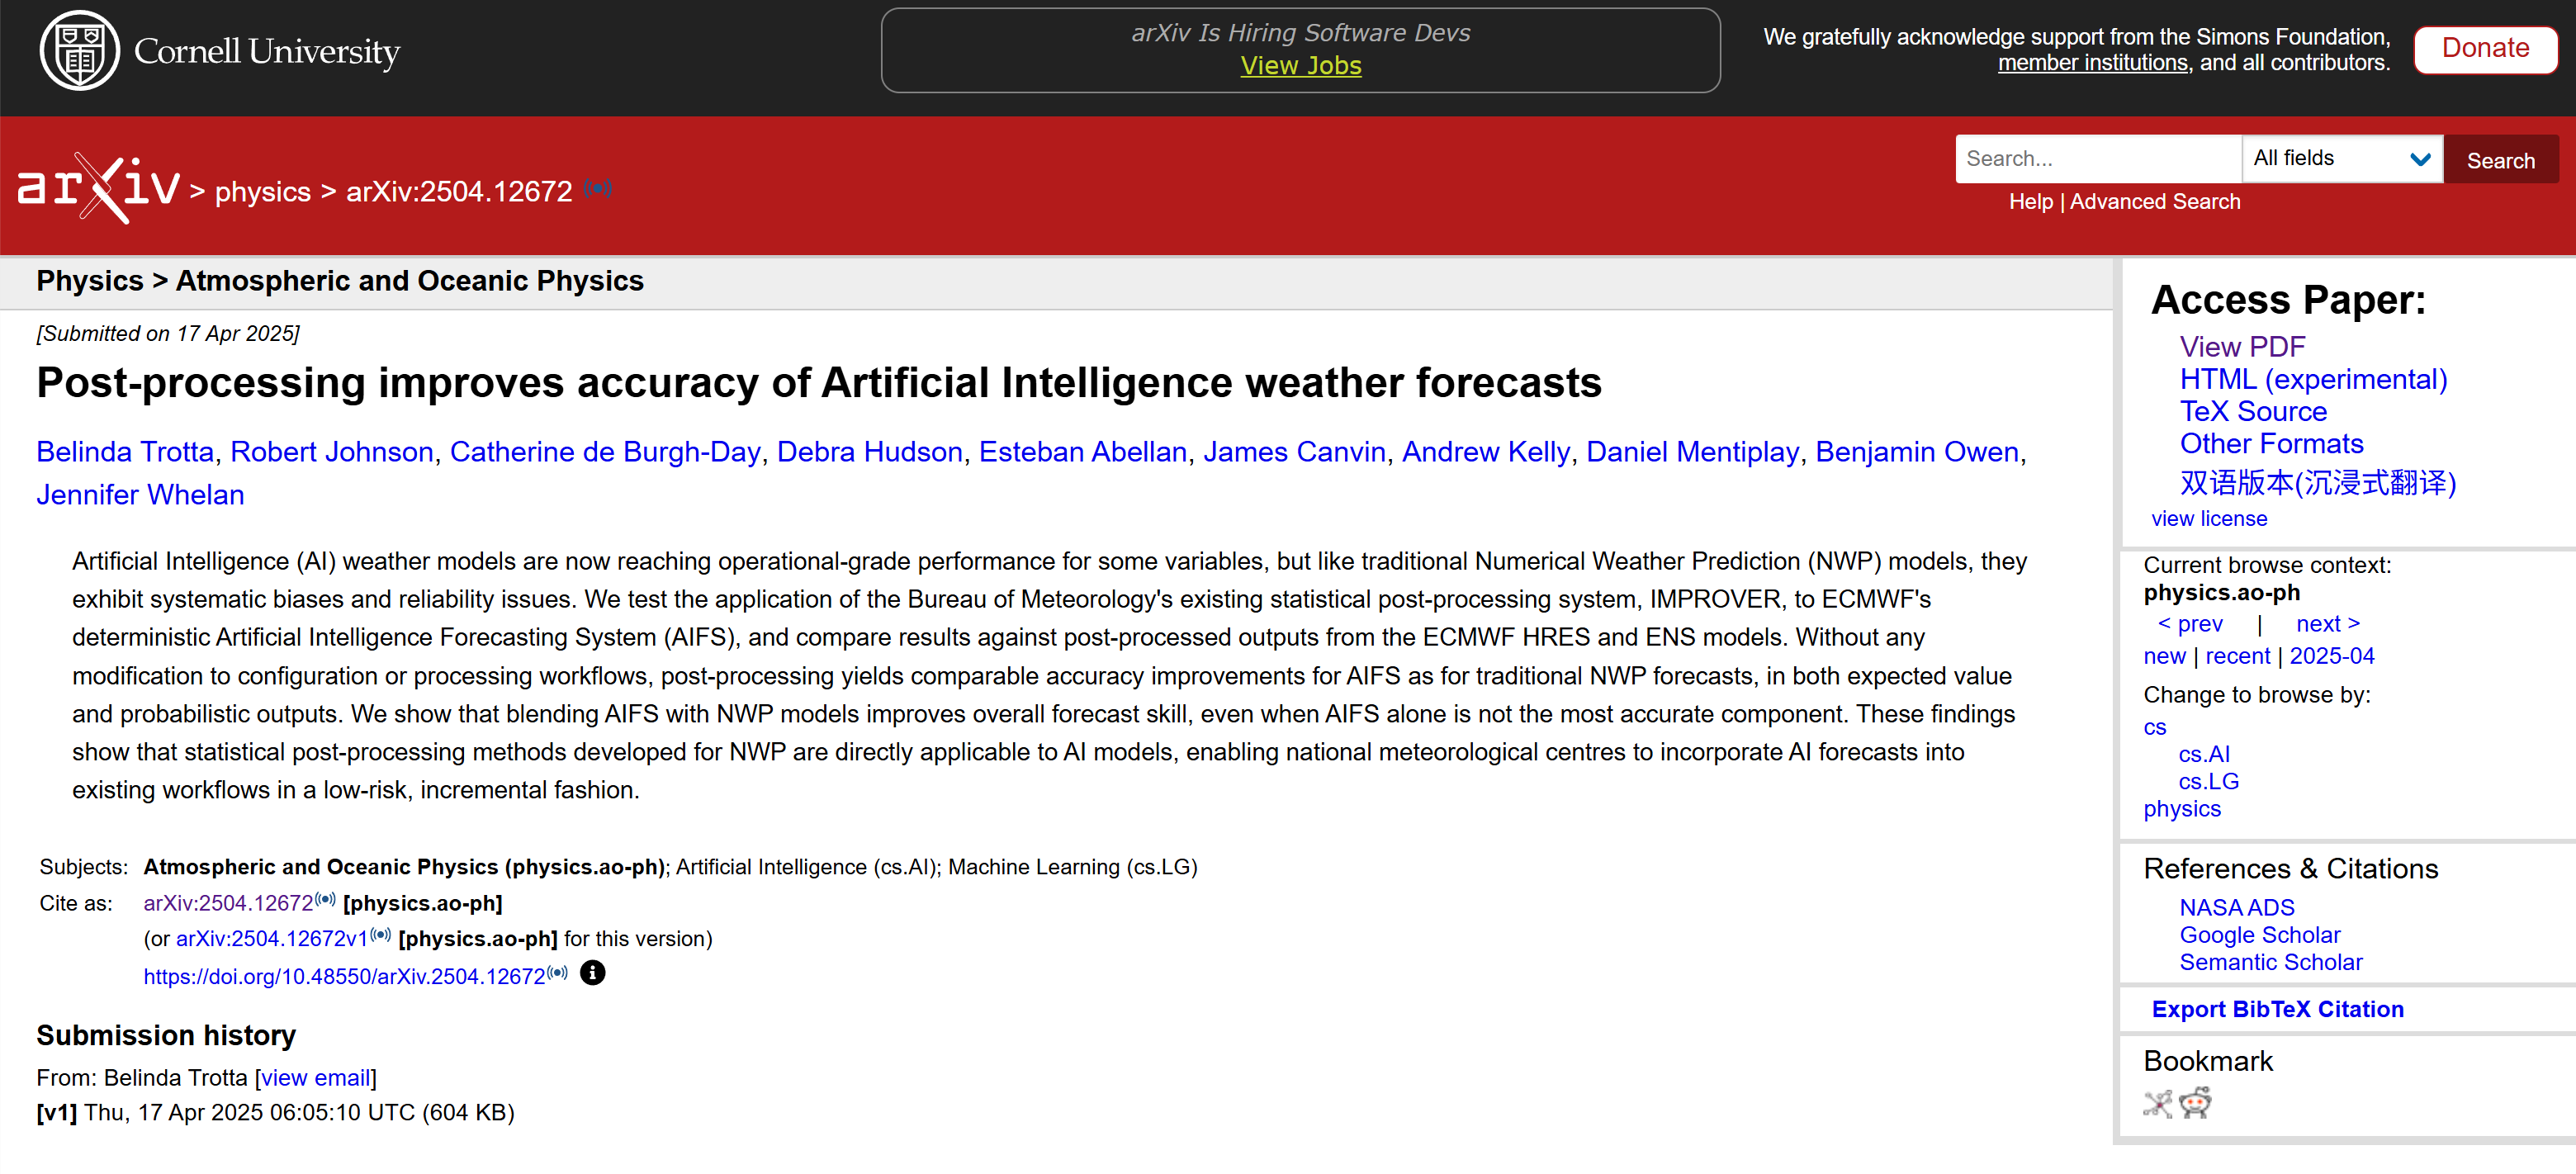 Cornell University
arXiv Is Hiring Software Devs
View Jobs
We gratefully acknowledge support from the Simons Foundation,
member institutions, and all contributors.
Donate
arXiv > physics > arXiv:2504.12672
Search...
All fields
Search
Help | Advanced Search
Physics > Atmospheric and Oceanic Physics
[Submitted on 17 Apr 2025]
Post-processing improves accuracy of Artificial Intelligence weather forecasts
Belinda Trotta, Robert Johnson, Catherine de Burgh-Day, Debra Hudson, Esteban Abellan, James Canvin, Andrew Kelly, Daniel Mentiplay, Benjamin Owen,
Jennifer Whelan
Artificial Intelligence (AI) weather models are now reaching operational-grade performance for some variables, but like traditional Numerical Weather Prediction (NWP) models, they
exhibit systematic biases and reliability issues. We test the application of the Bureau of Meteorology's existing statistical post-processing system, IMPROVER, to ECMWF's
deterministic Artificial Intelligence Forecasting System (AIFS), and compare results against post-processed outputs from the ECMWF HRES and ENS models. Without any
modification to configuration or processing workflows, post-processing yields comparable accuracy improvements for AIFS as for traditional NWP forecasts, in both expected value
and probabilistic outputs. We show that blending AIFS with NWP models improves overall forecast skill, even when AIFS alone is not the most accurate component. These findings
show that statistical post-processing methods developed for NWP are directly applicable to AI models, enabling national meteorological centres to incorporate AI forecasts into
existing workflows in a low-risk, incremental fashion.
Subjects: Atmospheric and Oceanic Physics (physics.ao-ph); Artificial Intelligence (cs.AI); Machine Learning (cs.LG)
Cite as: arXiv:2504.12672 [physics.ao-ph]
(or arXiv:2504.12672v1 [physics.ao-ph] for this version)
https://doi.org/10.48550/arXiv.2504.12672
Submission history
From: Belinda Trotta [view email]
[v1] Thu, 17 Apr 2025 06:05:10 UTC (604 KB)
Access Paper:
View PDF
HTML (experimental)
TeX Source
Other Formats
双语版本(沉浸式翻译)
view license
Current browse context:
physics.ao-ph
< prev | next >
new | recent | 2025-04
Change to browse by:
cs
cs.AI
cs.LG
physics
References & Citations
NASA ADS
Google Scholar
Semantic Scholar
Export BibTeX Citation
Bookmark